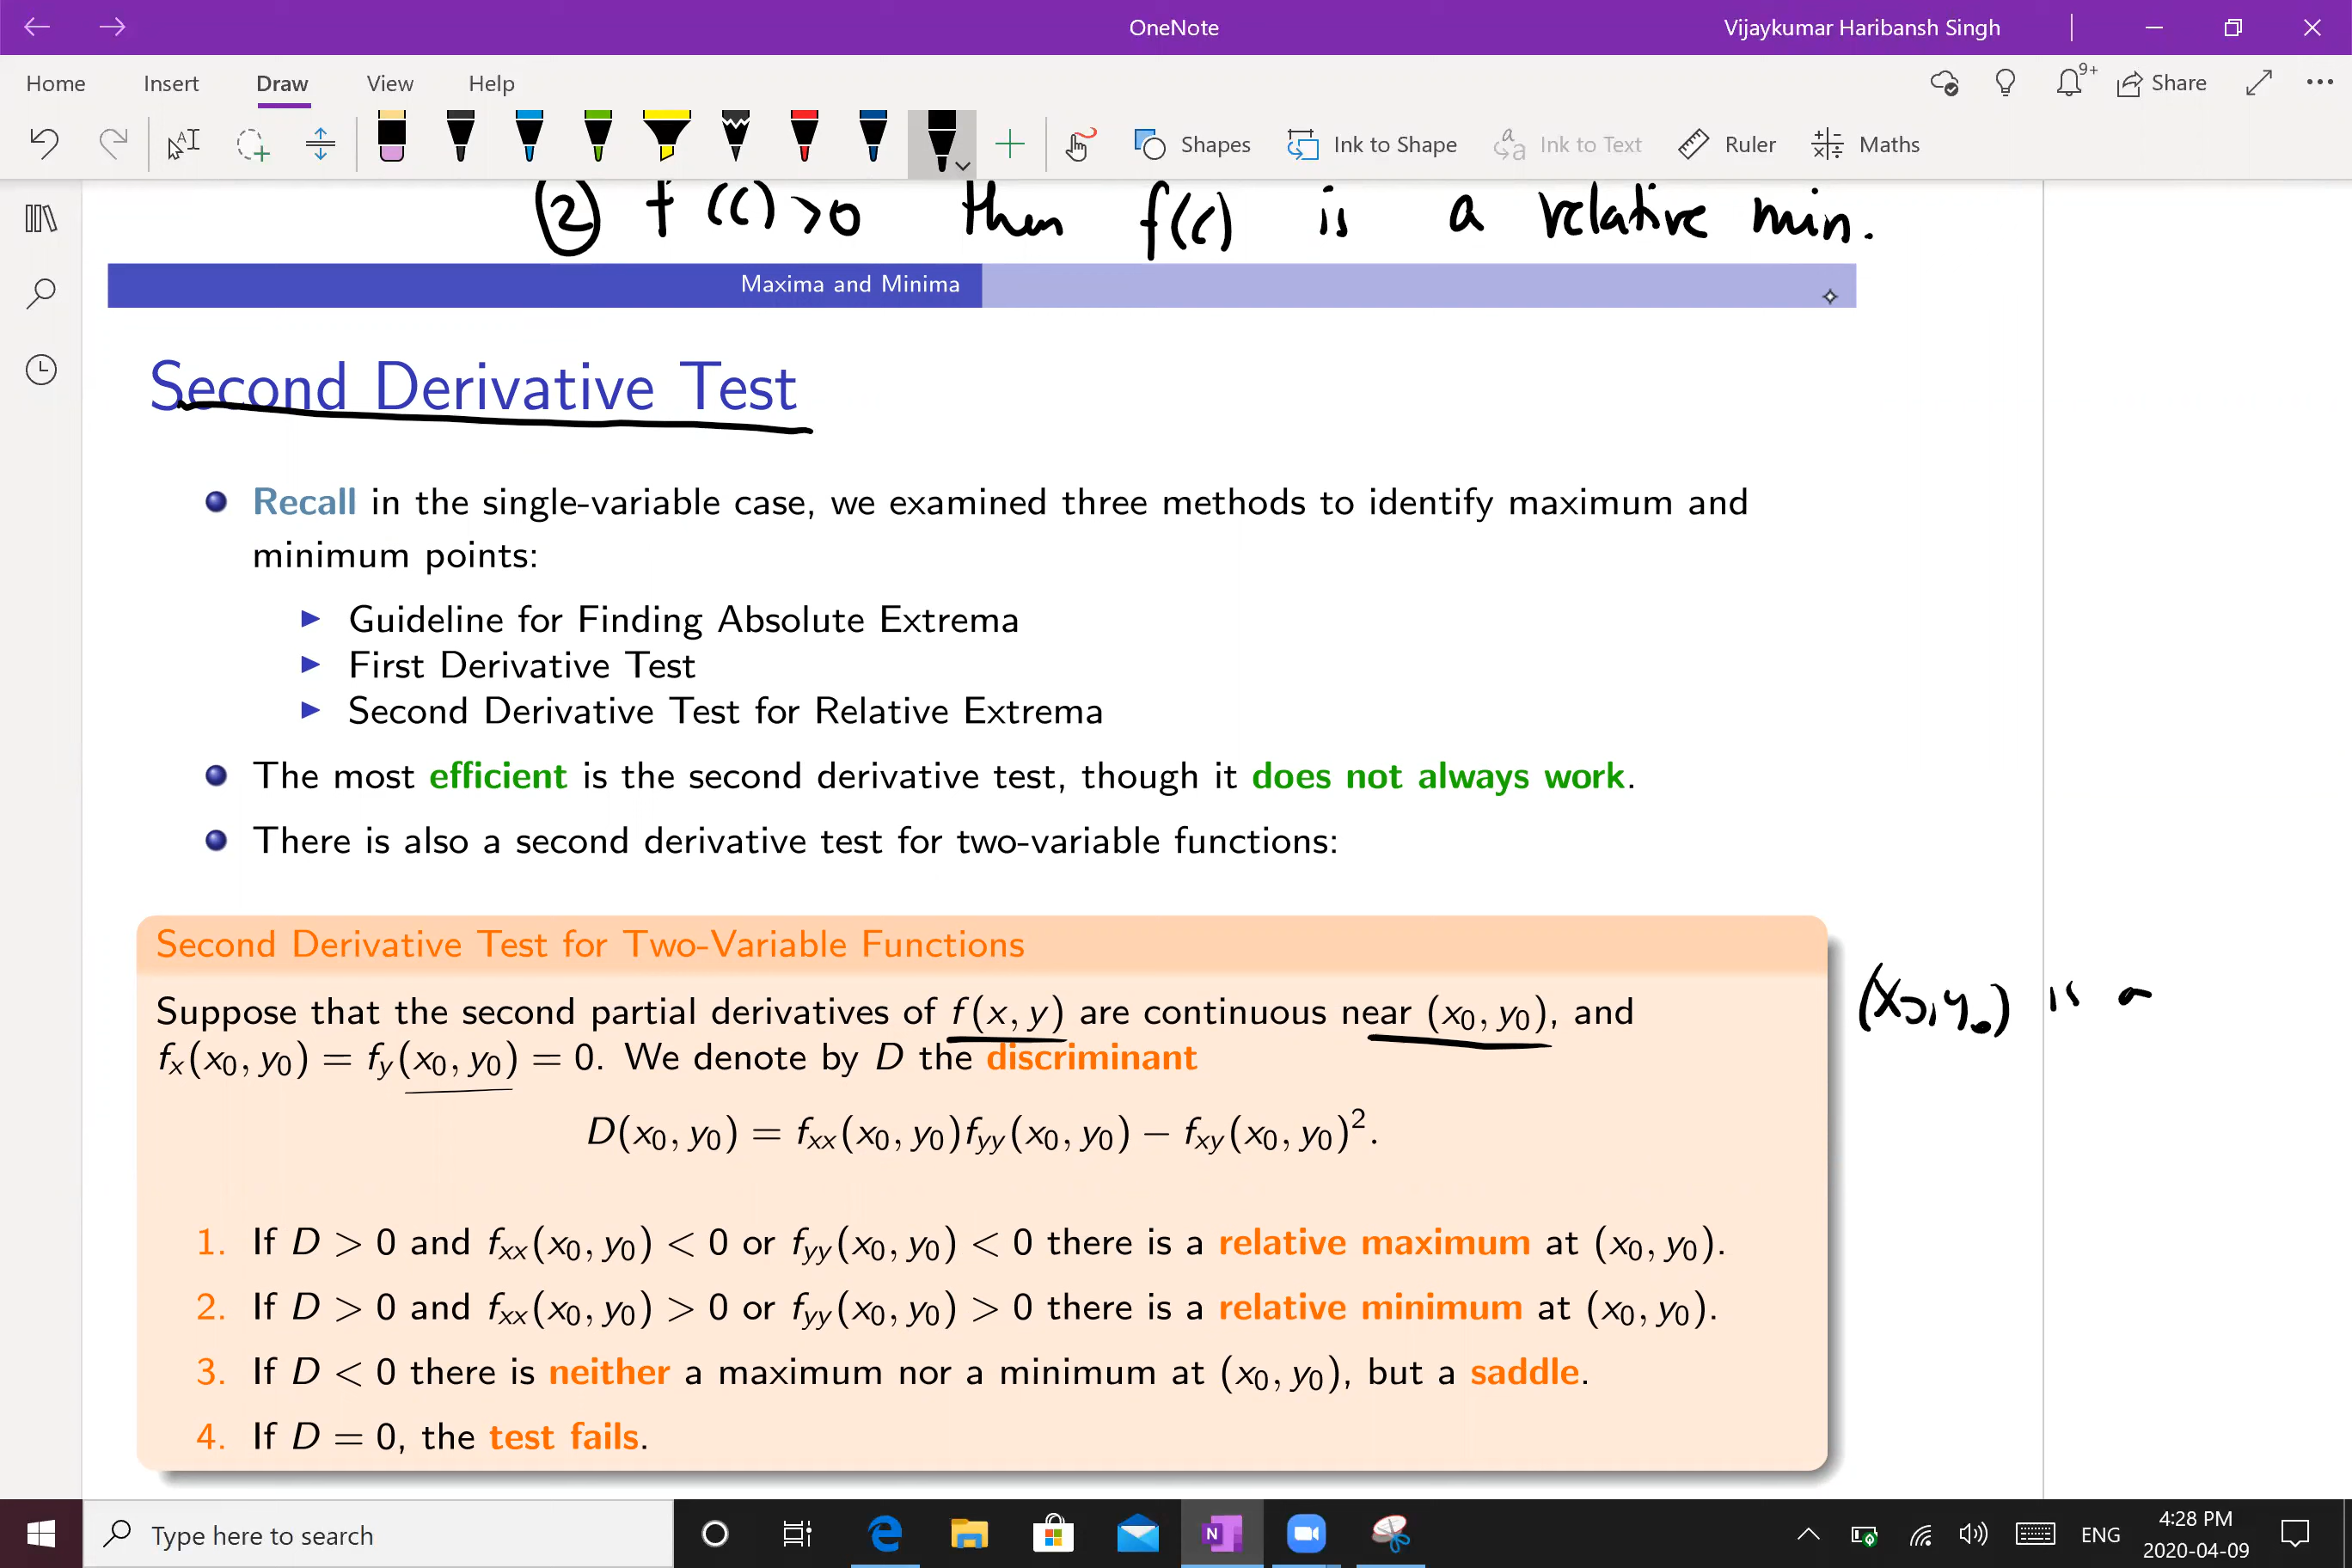 OneNote
Vijaykumar Haribansh Singh
Home Insert Draw View Help
9+ Share
Shapes Ink to Shape Ink to Text Ruler Maths
② f (c) >0 then f(c) is a relative min.
Maxima and Minima
Second Derivative Test
Recall in the single-variable case, we examined three methods to identify maximum and
minimum points:
Guideline for Finding Absolute Extrema
First Derivative Test
Second Derivative Test for Relative Extrema
The most efficient is the second derivative test, though it does not always work.
There is also a second derivative test for two-variable functions:
Second Derivative Test for Two-Variable Functions
Suppose that the second partial derivatives of f(x, y) are continuous near (x₀, y₀), and
(x₀, y₀) is a
fₓ(x₀, y₀) = f_y(x₀, y₀) = 0. We denote by D the discriminant
D(x₀, y₀) = f_xx(x₀, y₀)f_yy(x₀, y₀) − f_xy(x₀, y₀)².
1. If D > 0 and f_xx(x₀, y₀) < 0 or f_yy(x₀, y₀) < 0 there is a relative maximum at (x₀, y₀).
2. If D > 0 and f_xx(x₀, y₀) > 0 or f_yy(x₀, y₀) > 0 there is a relative minimum at (x₀, y₀).
3. If D < 0 there is neither a maximum nor a minimum at (x₀, y₀), but a saddle.
4. If D = 0, the test fails.
Type here to search
N
ENG
4:28 PM
2020-04-09